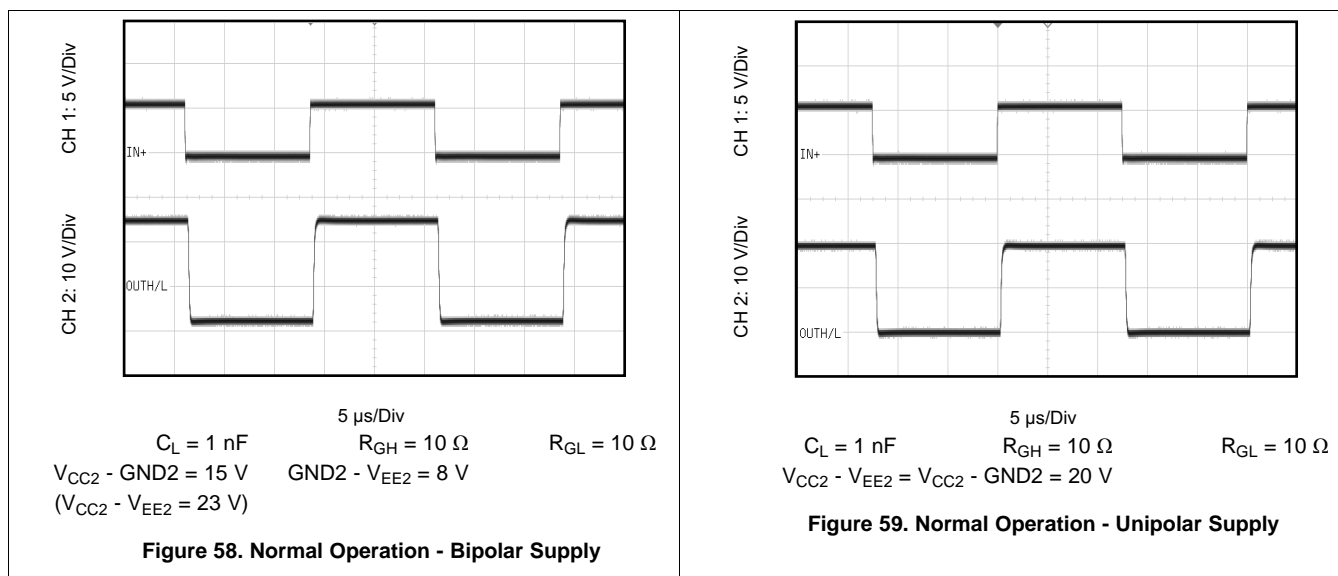 CH 1: 5 V/Div
IN+
CH 2: 10 V/Div
OUTH/L
5 µs/Div
C_L = 1 nF R_GH = 10 Ω R_GL = 10 Ω
V_CC2 - GND2 = 15 V GND2 - V_EE2 = 8 V
(V_CC2 - V_EE2 = 23 V)
Figure 58. Normal Operation - Bipolar Supply
CH 1: 5 V/Div
IN+
CH 2: 10 V/Div
OUTH/L
5 µs/Div
C_L = 1 nF R_GH = 10 Ω R_GL = 10 Ω
V_CC2 - V_EE2 = V_CC2 - GND2 = 20 V
Figure 59. Normal Operation - Unipolar Supply